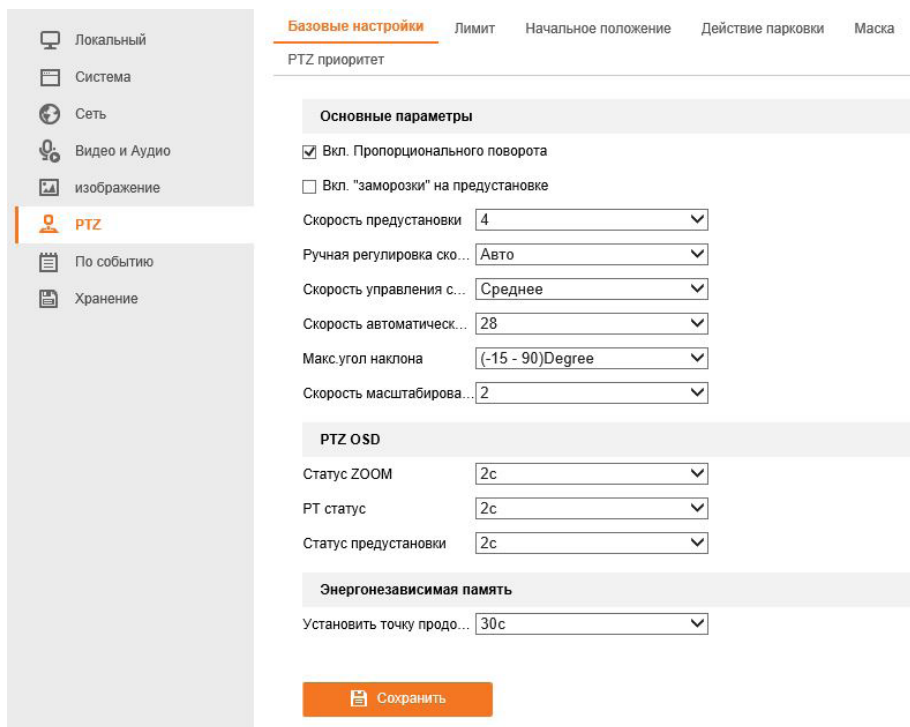 Локальный
Система
Сеть
Видео и Аудио
изображение
PTZ
По событию
Хранение
Базовые настройки Лимит Начальное положение Действие парковки Маска
PTZ приоритет
Основные параметры
Вкл. Пропорционального поворота
Вкл. "заморозки" на предустановке
Скорость предустановки 4
Ручная регулировка ско... Авто
Скорость управления с... Среднее
Скорость автоматическ... 28
Макс.угол наклона (-15 - 90)Degree
Скорость масштабирова... 2
PTZ OSD
Статус ZOOM 2с
PT статус 2с
Статус предустановки 2с
Энергонезависимая память
Установить точку продо... 30с
Сохранить